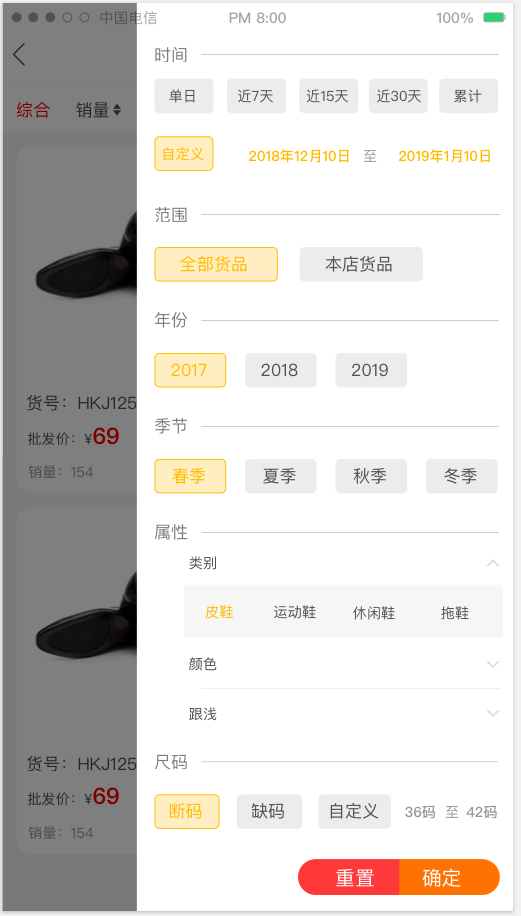 中国电信 PM 8:00 100%
综合 销量
货号：HKJ125
批发价：¥69
销量：154
货号：HKJ125
批发价：¥69
销量：154
时间
单日 近7天 近15天 近30天 累计
自定义 2018年12月10日 至 2019年1月10日
范围
全部货品 本店货品
年份
2017 2018 2019
季节
春季 夏季 秋季 冬季
属性
类别
皮鞋 运动鞋 休闲鞋 拖鞋
颜色
跟浅
尺码
断码 缺码 自定义 36码 至 42码
重置 确定